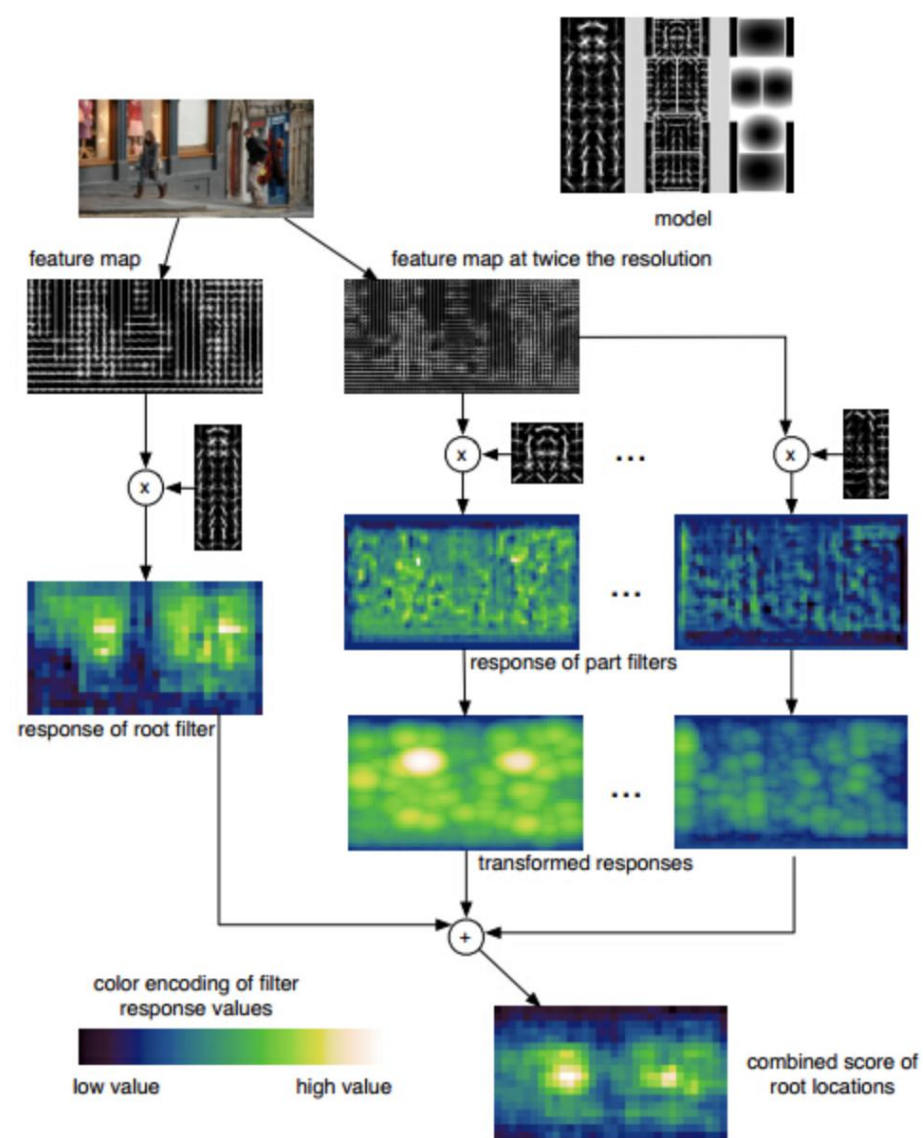 model
feature map
feature map at twice the resolution
x
x
...
x
...
response of part filters
response of root filter
...
transformed responses
+
color encoding of filter
response values
low value
high value
combined score of
root locations